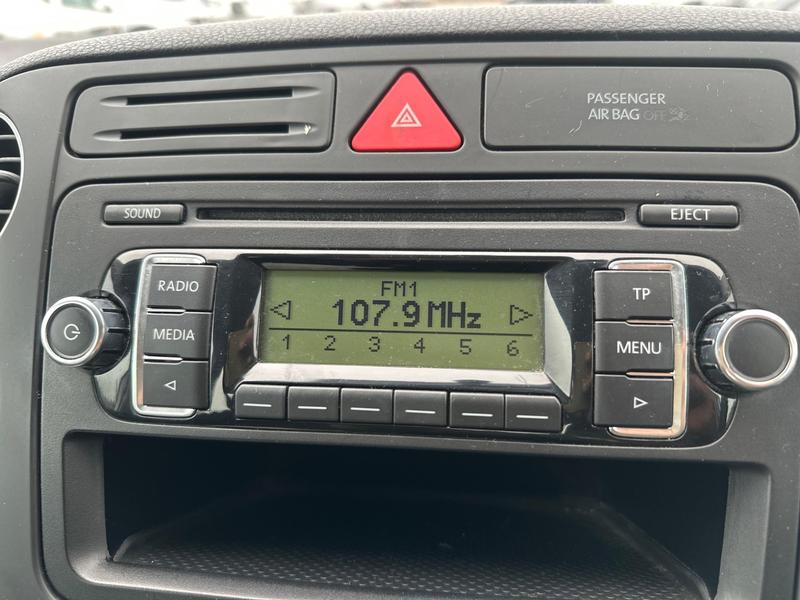 PASSENGER
AIR BAG OFF
SOUND
EJECT
RADIO
MEDIA
FM1
107.9 MHz
1 2 3 4 5 6
TP
MENU